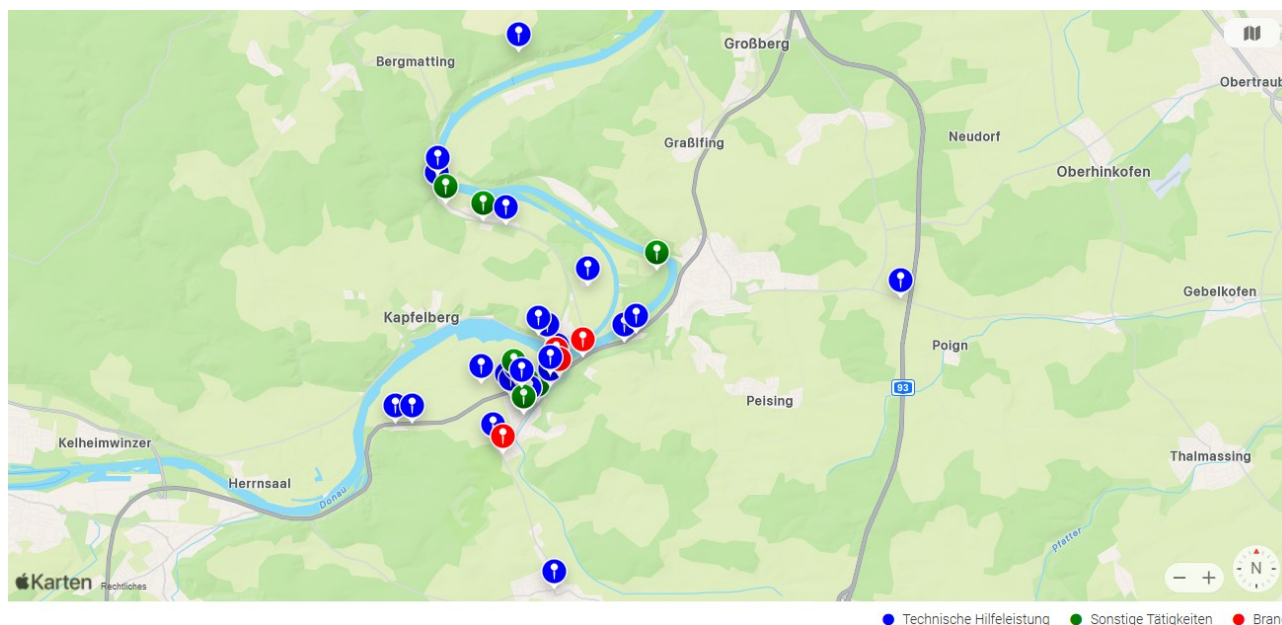 Großberg
Bergmatting
Obertraub
Neudorf
Graßlfing
Oberhinkofen
Gebelkofen
Kapfelberg
Poign
93
Peising
Kelheimwinzer
Thalmassing
Herrnsaal
Donau
Pfatter
Karten Rechtliches
N
Technische Hilfeleistung Sonstige Tätigkeiten Bran